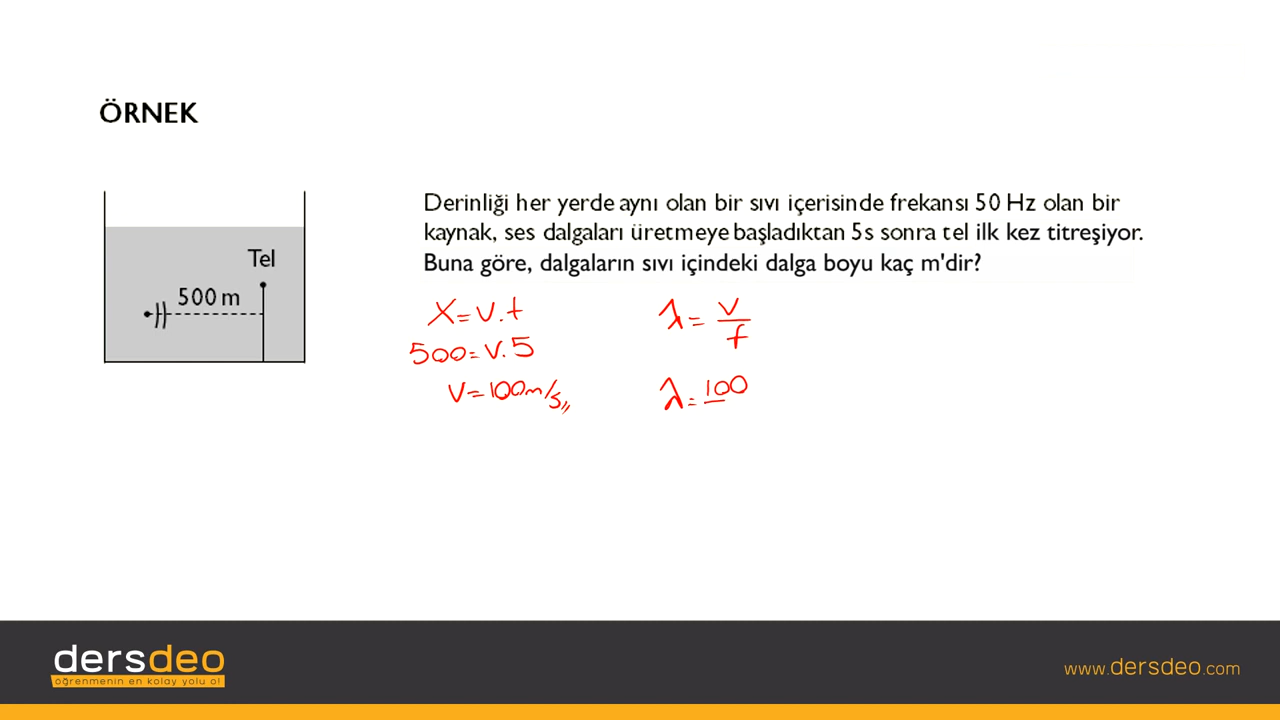 ÖRNEK
Derinliği her yerde aynı olan bir sıvı içerisinde frekansı 50 Hz olan bir
kaynak, ses dalgaları üretmeye başladıktan 5s sonra tel ilk kez titreşiyor.
Buna göre, dalgaların sıvı içindeki dalga boyu kaç m'dir?
Tel
500 m
X = v.t
500 = v.5
v = 100 m/s
λ = v/f
λ = 100
dersdeo
öğrenmenin en kolay yolu o!
www.dersdeo.com